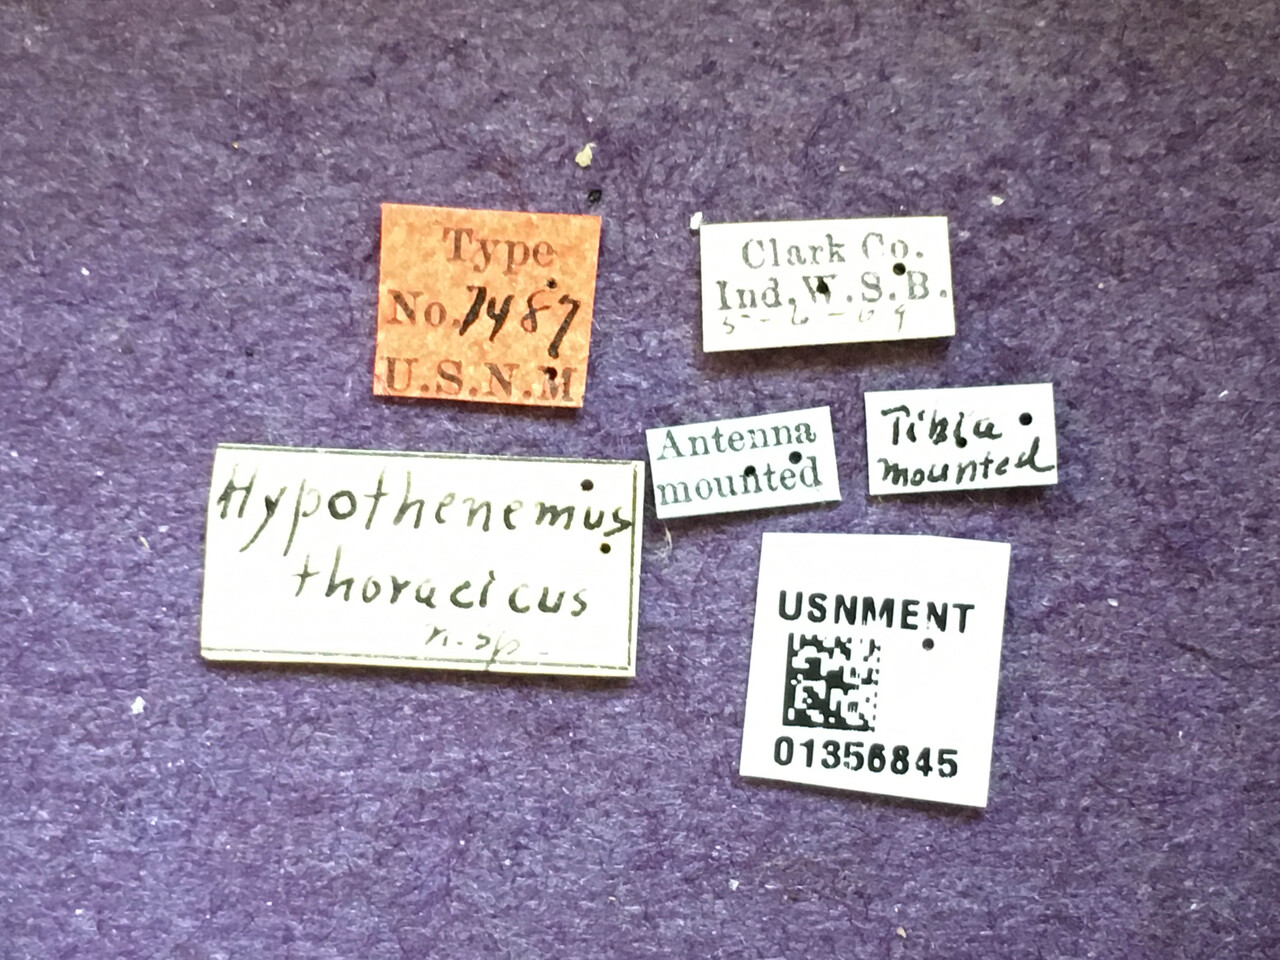 Type
No. 7487
U.S.N.M
Clark Co.
Ind. W.S.B.
Antenna
mounted
Tibia
mounted
Hypothenemus
thoracicus
n. sp.
USNMENT
01356845